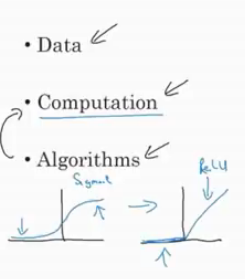 • Data
• Computation
• Algorithms
Sigmoid
ReLU